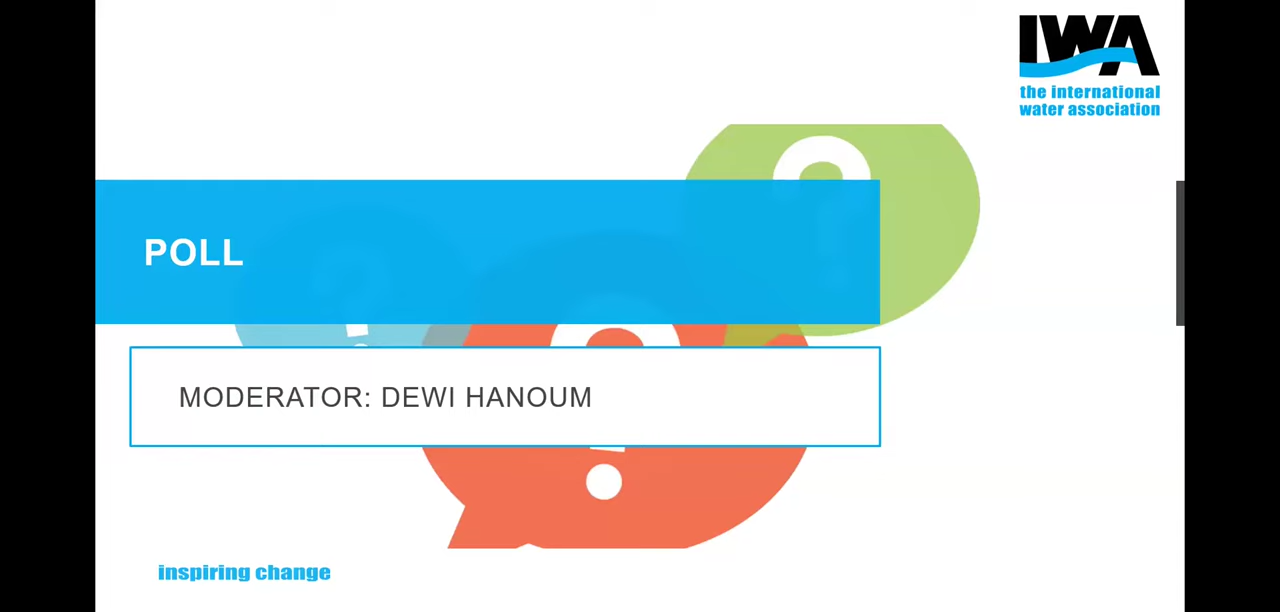 IWA
the international
water association
POLL
MODERATOR: DEWI HANOUM
inspiring change